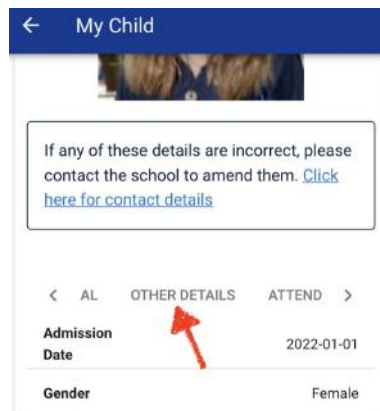 My Child
If any of these details are incorrect, please
contact the school to amend them. Click
here for contact details
AL OTHER DETAILS ATTEND
Admission
Date 2022-01-01
Gender Female